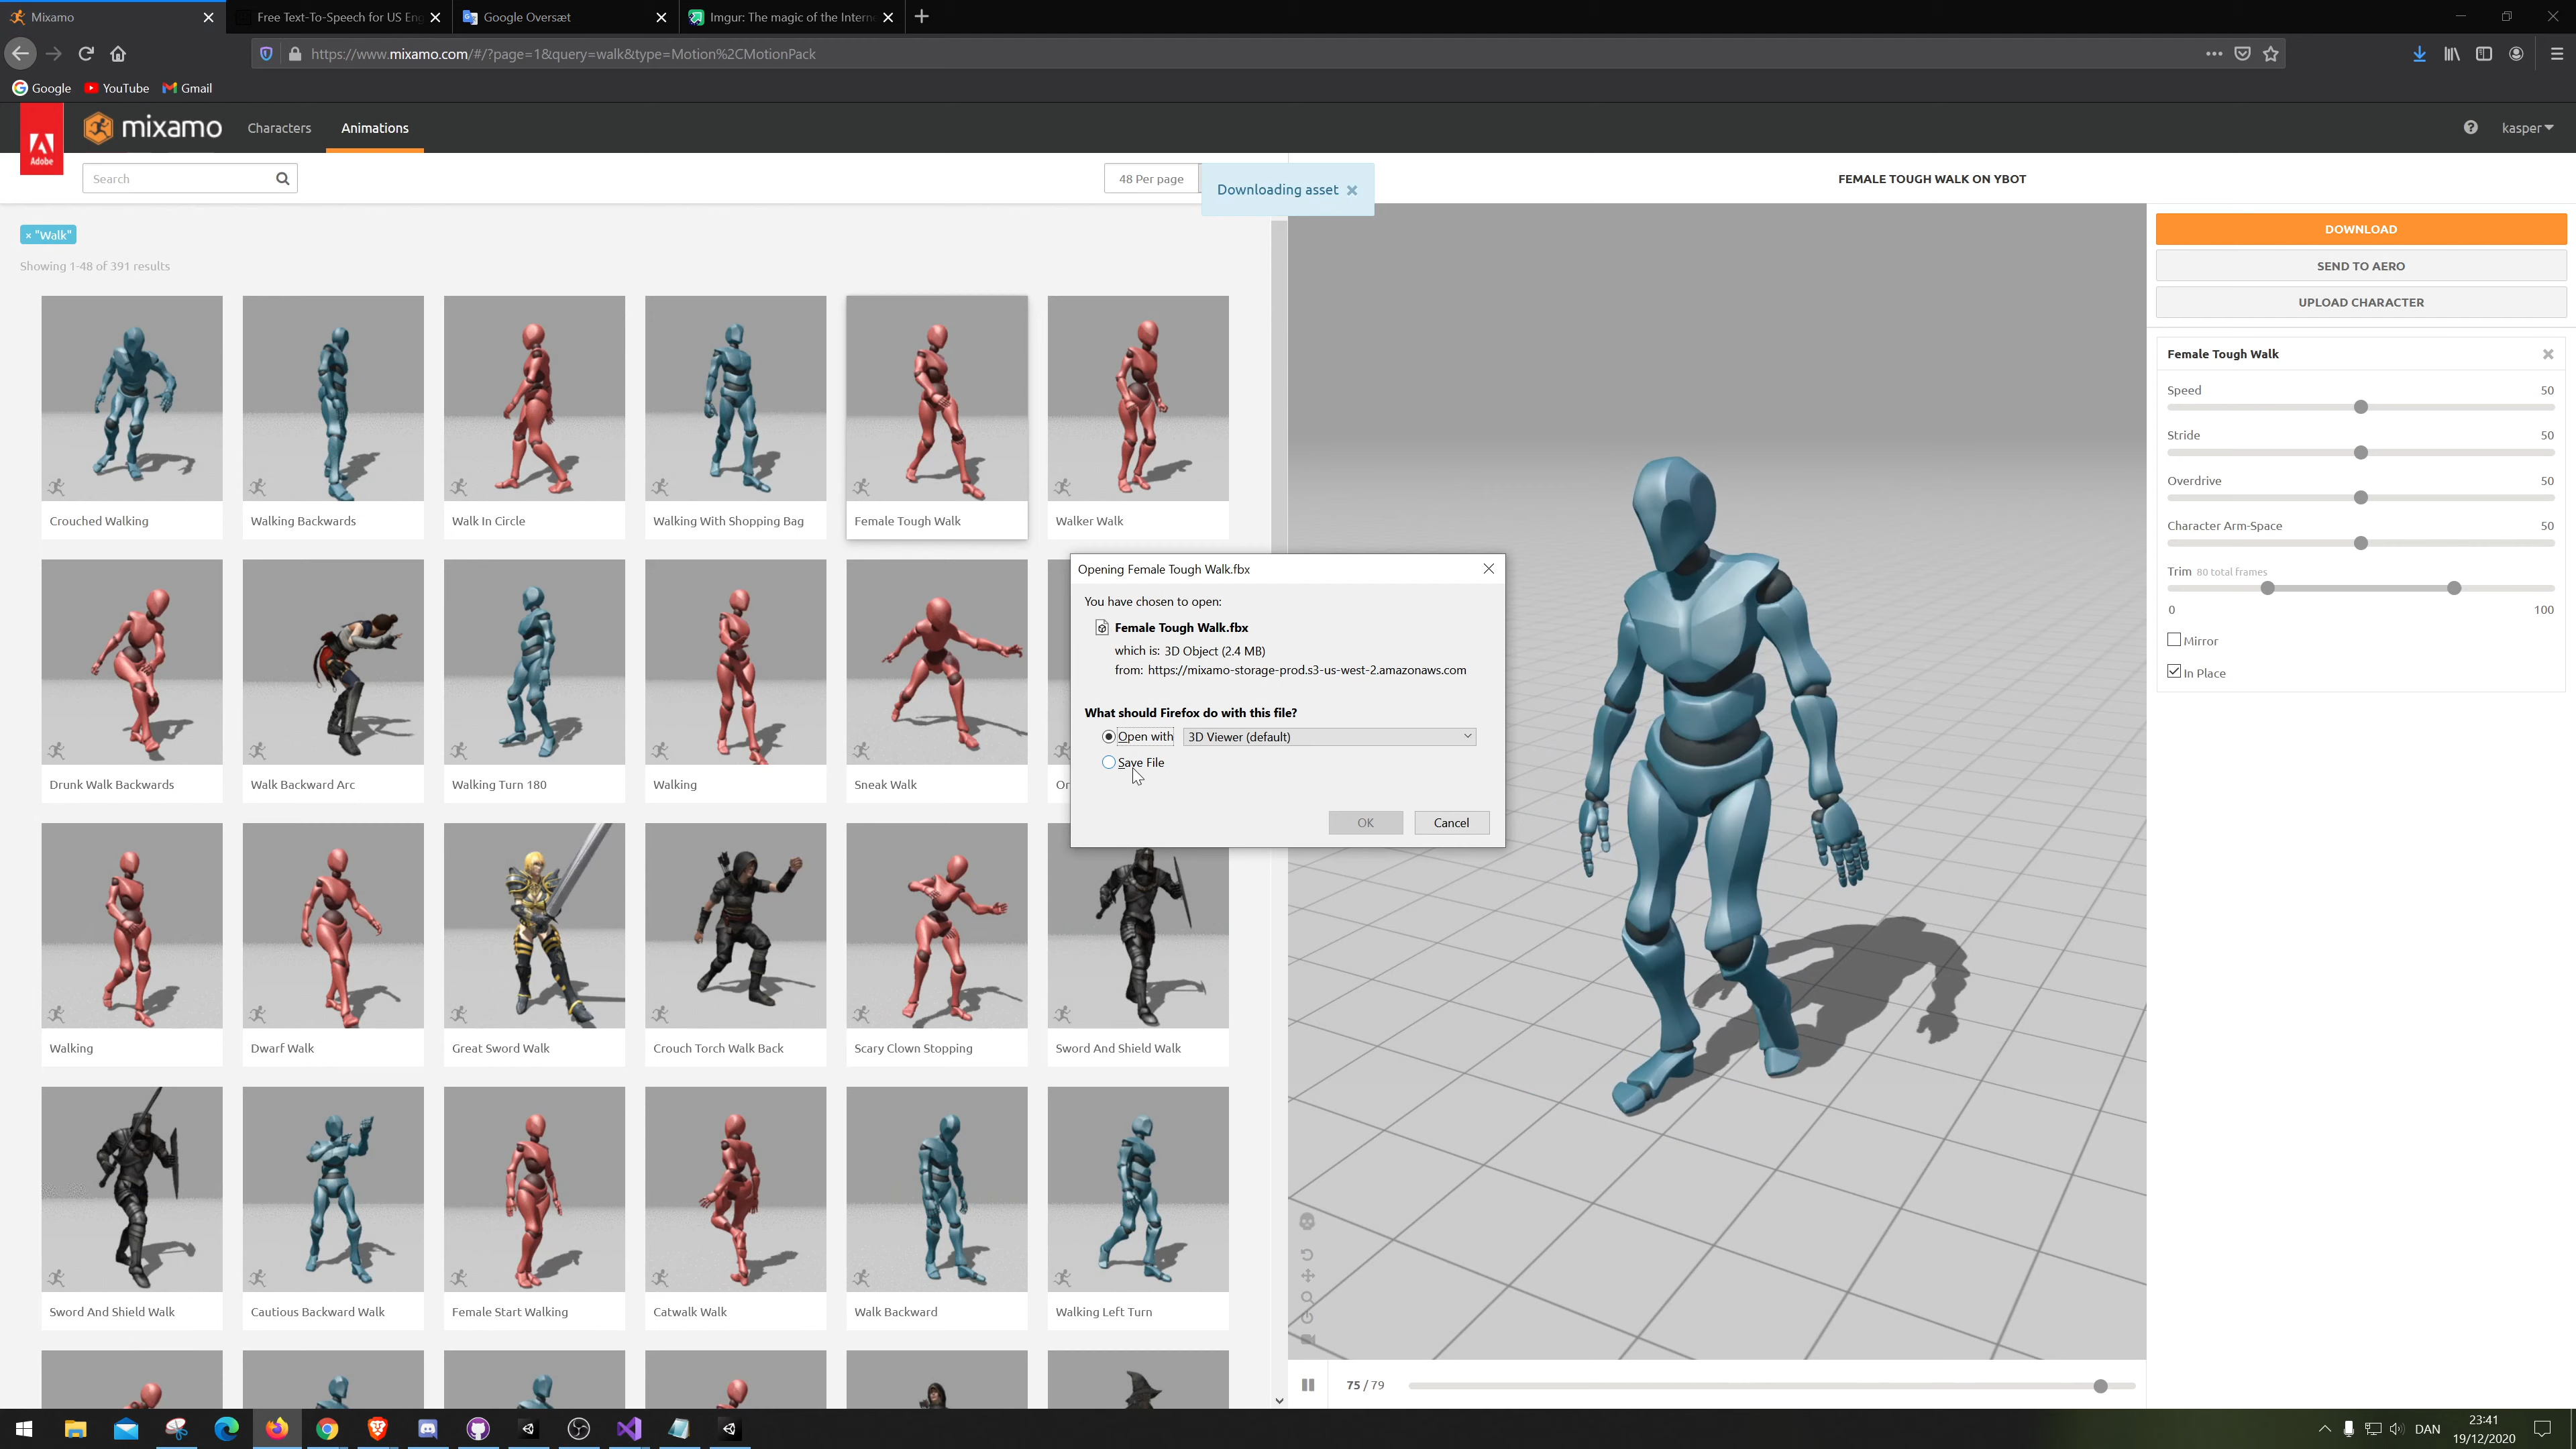 Mixamo
Free Text-To-Speech for US Eng
Google Oversæt
Imgur: The magic of the Intern
https://www.mixamo.com/#/?page=1&query=walk&type=Motion%2CMotionPack
Google
YouTube
Gmail
Adobe
mixamo
Characters
Animations
kasper
Search
48 Per page
Downloading asset
FEMALE TOUGH WALK ON YBOT
× "Walk"
Showing 1-48 of 391 results
DOWNLOAD
SEND TO AERO
UPLOAD CHARACTER
Female Tough Walk
Speed 50
Stride 50
Overdrive 50
Character Arm-Space 50
Trim 80 total frames
0 100
Mirror
In Place
Crouched Walking
Walking Backwards
Walk In Circle
Walking With Shopping Bag
Female Tough Walk
Walker Walk
Opening Female Tough Walk.fbx
You have chosen to open:
Female Tough Walk.fbx
which is: 3D Object (2.4 MB)
from: https://mixamo-storage-prod.s3-us-west-2.amazonaws.com
What should Firefox do with this file?
Open with
3D Viewer (default)
Save File
OK
Cancel
Drunk Walk Backwards
Walk Backward Arc
Walking Turn 180
Walking
Sneak Walk
Or
Walking
Dwarf Walk
Great Sword Walk
Crouch Torch Walk Back
Scary Clown Stopping
Sword And Shield Walk
Sword And Shield Walk
Cautious Backward Walk
Female Start Walking
Catwalk Walk
Walk Backward
Walking Left Turn
75 / 79
DAN
23:41
19/12/2020